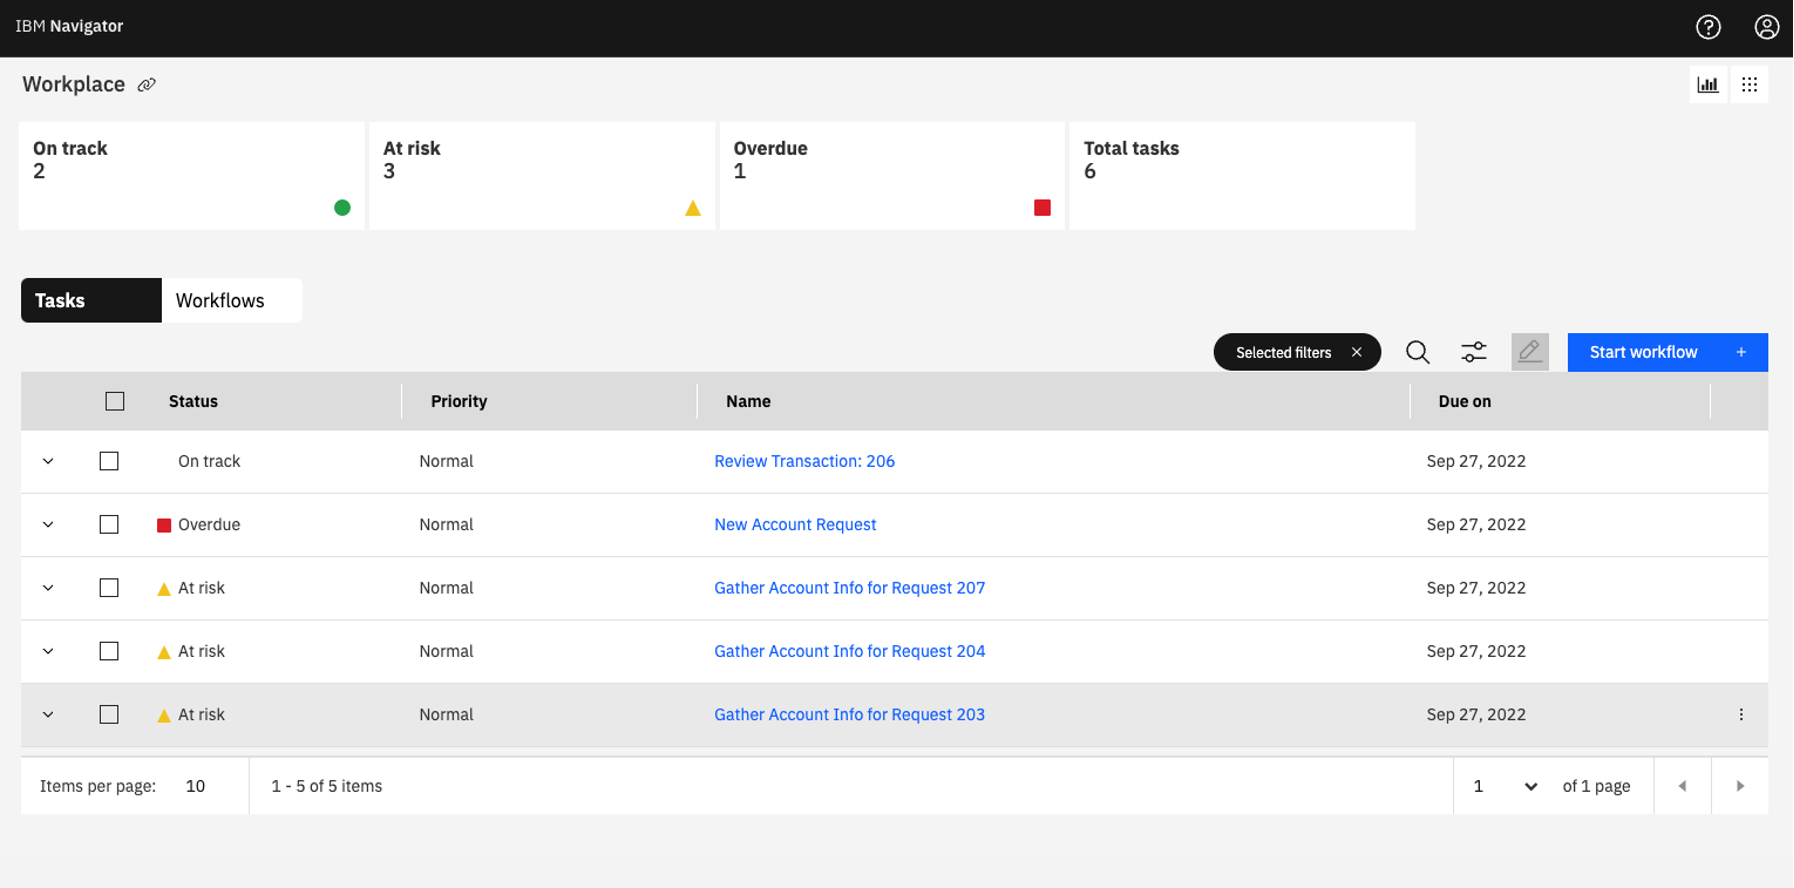 IBM Navigator
Workplace
On track
2
At risk
3
Overdue
1
Total tasks
6
Tasks
Workflows
Selected filters
Start workflow +
Status Priority Name Due on
On track Normal Review Transaction: 206 Sep 27, 2022
Overdue Normal New Account Request Sep 27, 2022
At risk Normal Gather Account Info for Request 207 Sep 27, 2022
At risk Normal Gather Account Info for Request 204 Sep 27, 2022
At risk Normal Gather Account Info for Request 203 Sep 27, 2022
Items per page: 10 1 - 5 of 5 items 1 of 1 page